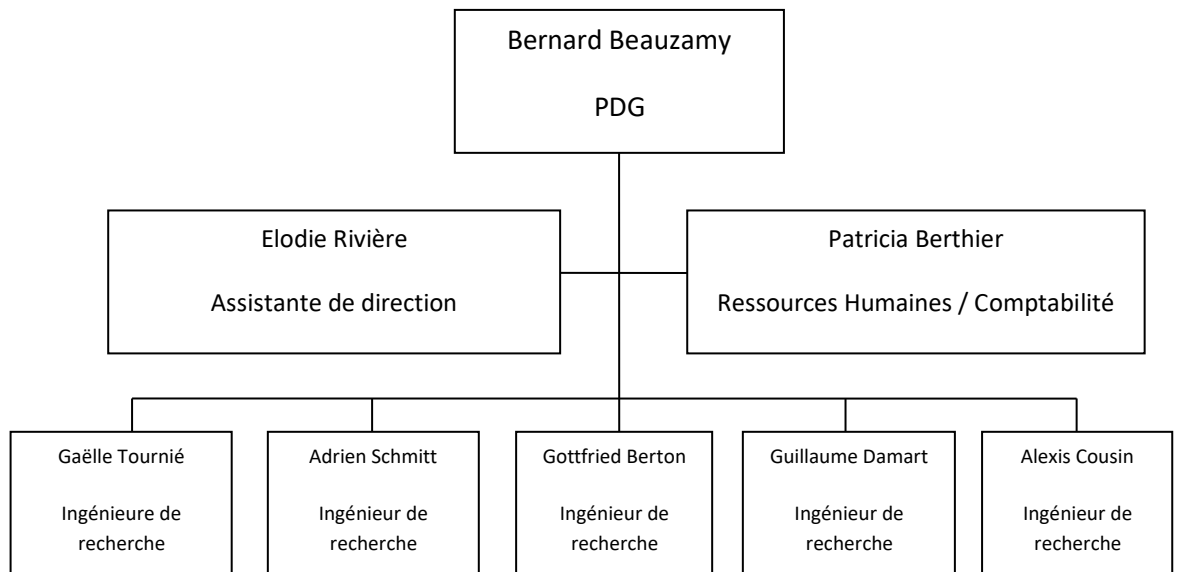 Bernard Beauzamy
PDG
Elodie Rivière
Assistante de direction
Patricia Berthier
Ressources Humaines / Comptabilité
Gaëlle Tournié
Ingénieure de
recherche
Adrien Schmitt
Ingénieur de
recherche
Gottfried Berton
Ingénieur de
recherche
Guillaume Damart
Ingénieur de
recherche
Alexis Cousin
Ingénieur de
recherche